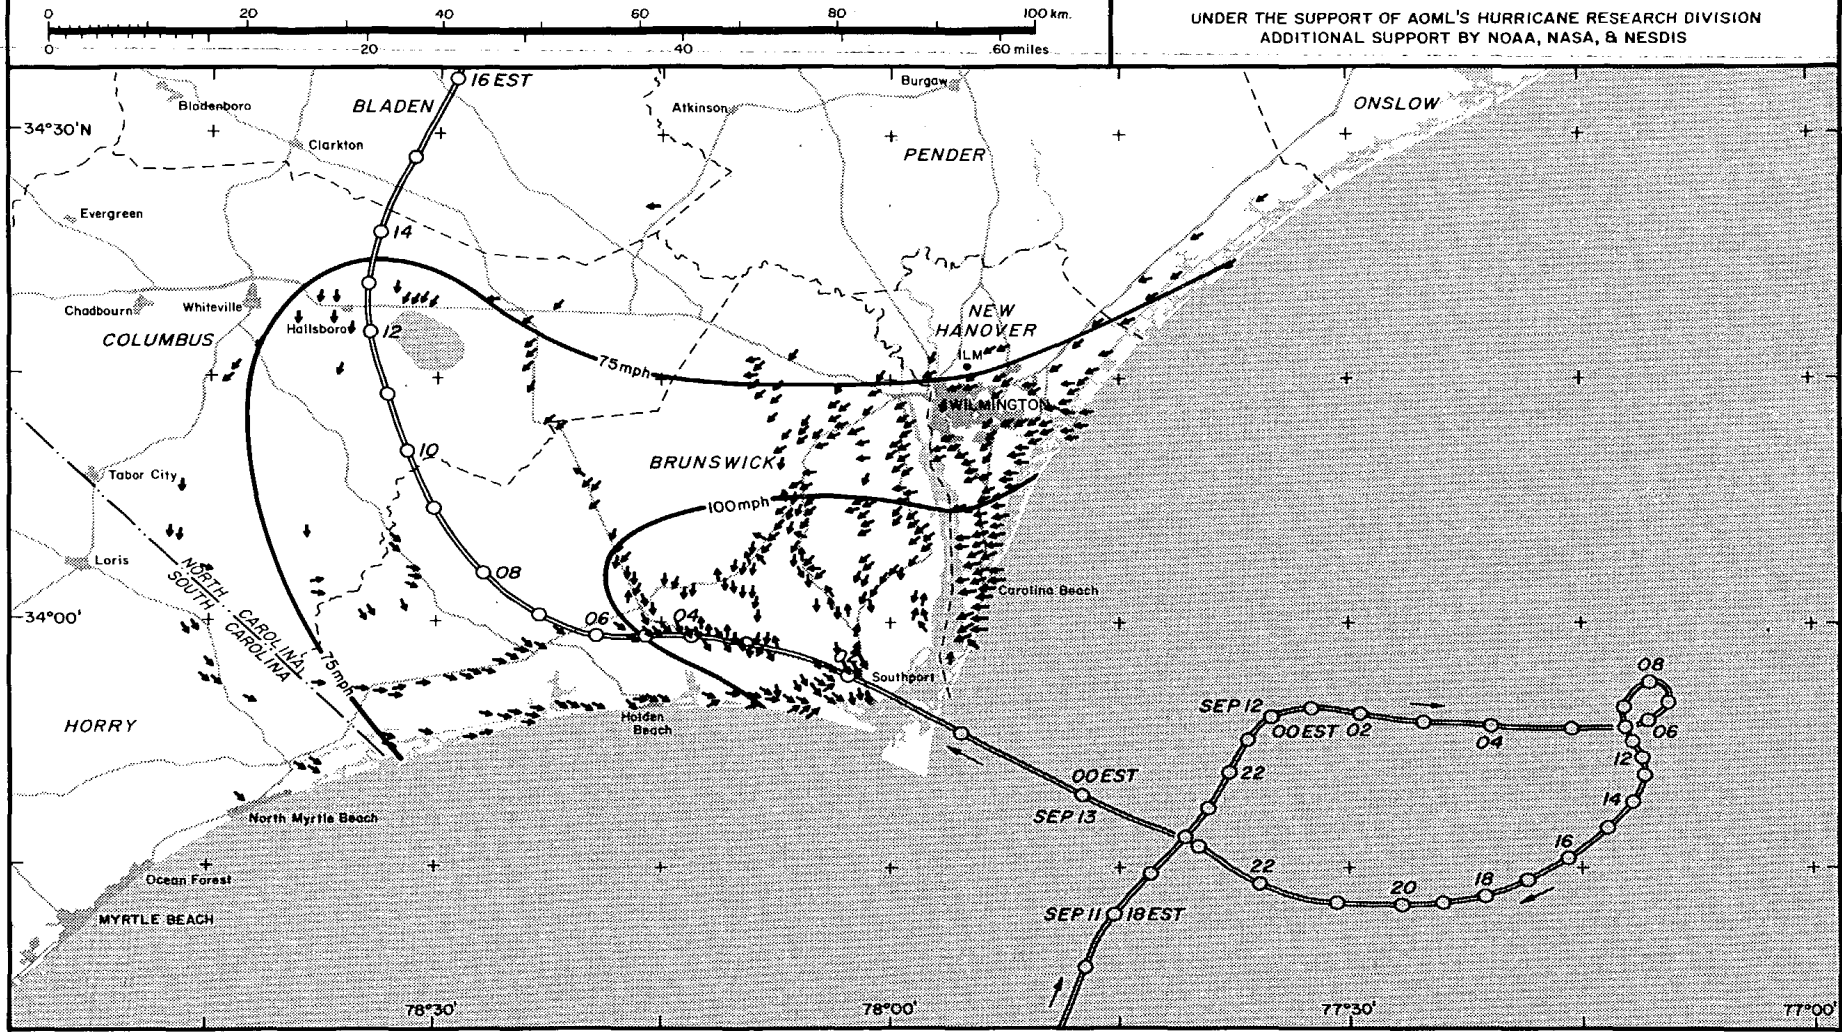 0 20 40 60 80 100 km.
0 20 40 60 miles
UNDER THE SUPPORT OF AOML'S HURRICANE RESEARCH DIVISION
ADDITIONAL SUPPORT BY NOAA, NASA, & NESDIS
16 EST
Burgaw
Bladenboro
BLADEN
Atkinson
ONSLOW
34°30'N
Clarkton
PENDER
Evergreen
14
Chadbourn
Whiteville
Hallsboro
12
NEW
HANOVER
COLUMBUS
ILM
75mph
WILMINGTON
10
BRUNSWICK
Tabor City
100mph
Loris
08
NORTH CAROLINA
SOUTH CAROLINA
Carolina Beach
34°00'
06
04
02
75mph
Southport
08
HORRY
Holden
Beach
SEP 12
00EST
02
04
06
12
22
14
00EST
SEP 13
North Myrtle Beach
16
22
20
18
Ocean Forest
MYRTLE BEACH
SEP 11
18EST
78°30'
78°00'
77°30'
77°00'